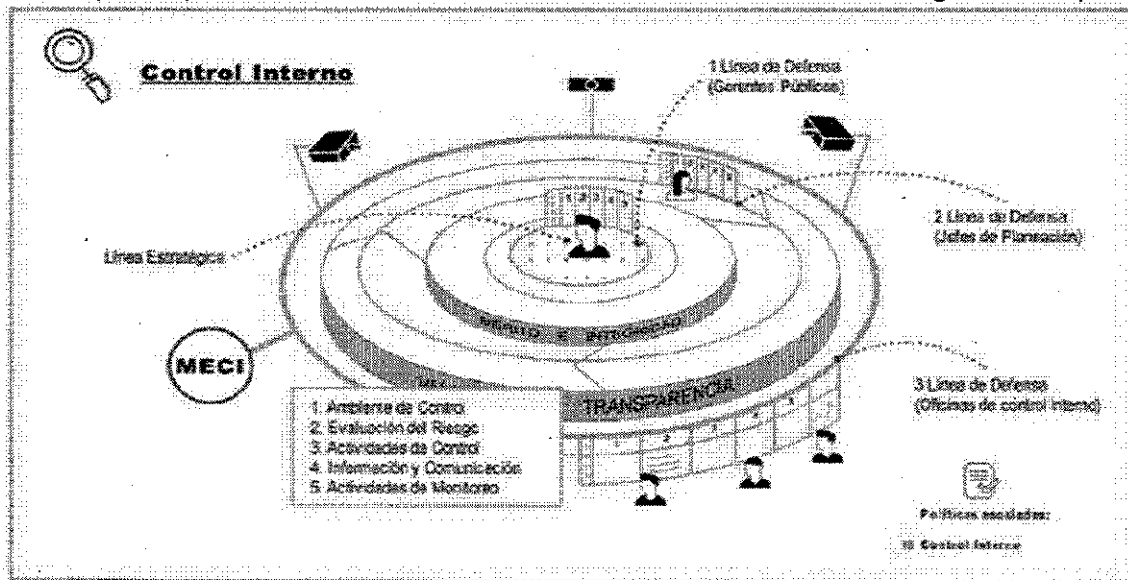 Control Interno
1 Línea de Defensa
(Gerentes Públicos)
2 Línea de Defensa
(Jefes de Planeación)
Línea Estratégica
MÉRITO E INTEGRIDAD
MECI
TRANSPARENCIA
3 Línea de Defensa
(Oficinas de control interno)
1. Ambiente de Control
2. Evaluación del Riesgo
3. Actividades de Control
4. Información y Comunicación
5. Actividades de Monitoreo
Políticas asociadas:
Control Interno